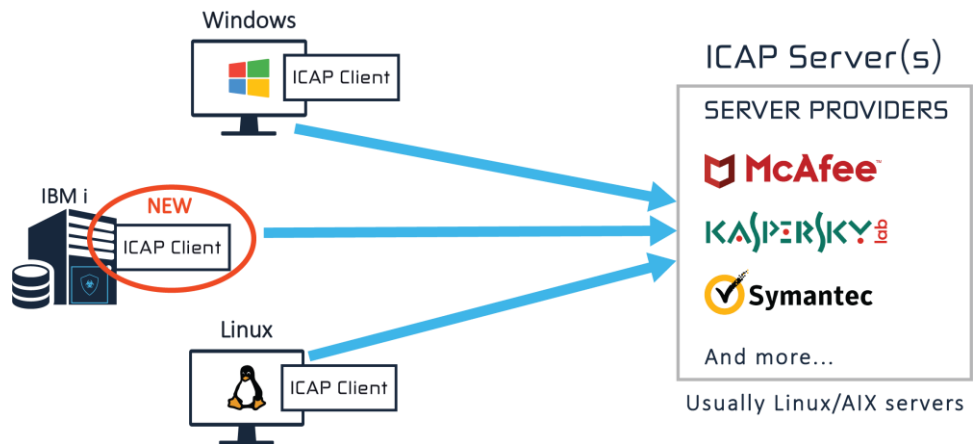 Windows
ICAP Client
IBM i
NEW
ICAP Client
Linux
ICAP Client
ICAP Server(s)
SERVER PROVIDERS
McAfee™
KASPERSKY lab
Symantec
And more...
Usually Linux/AIX servers